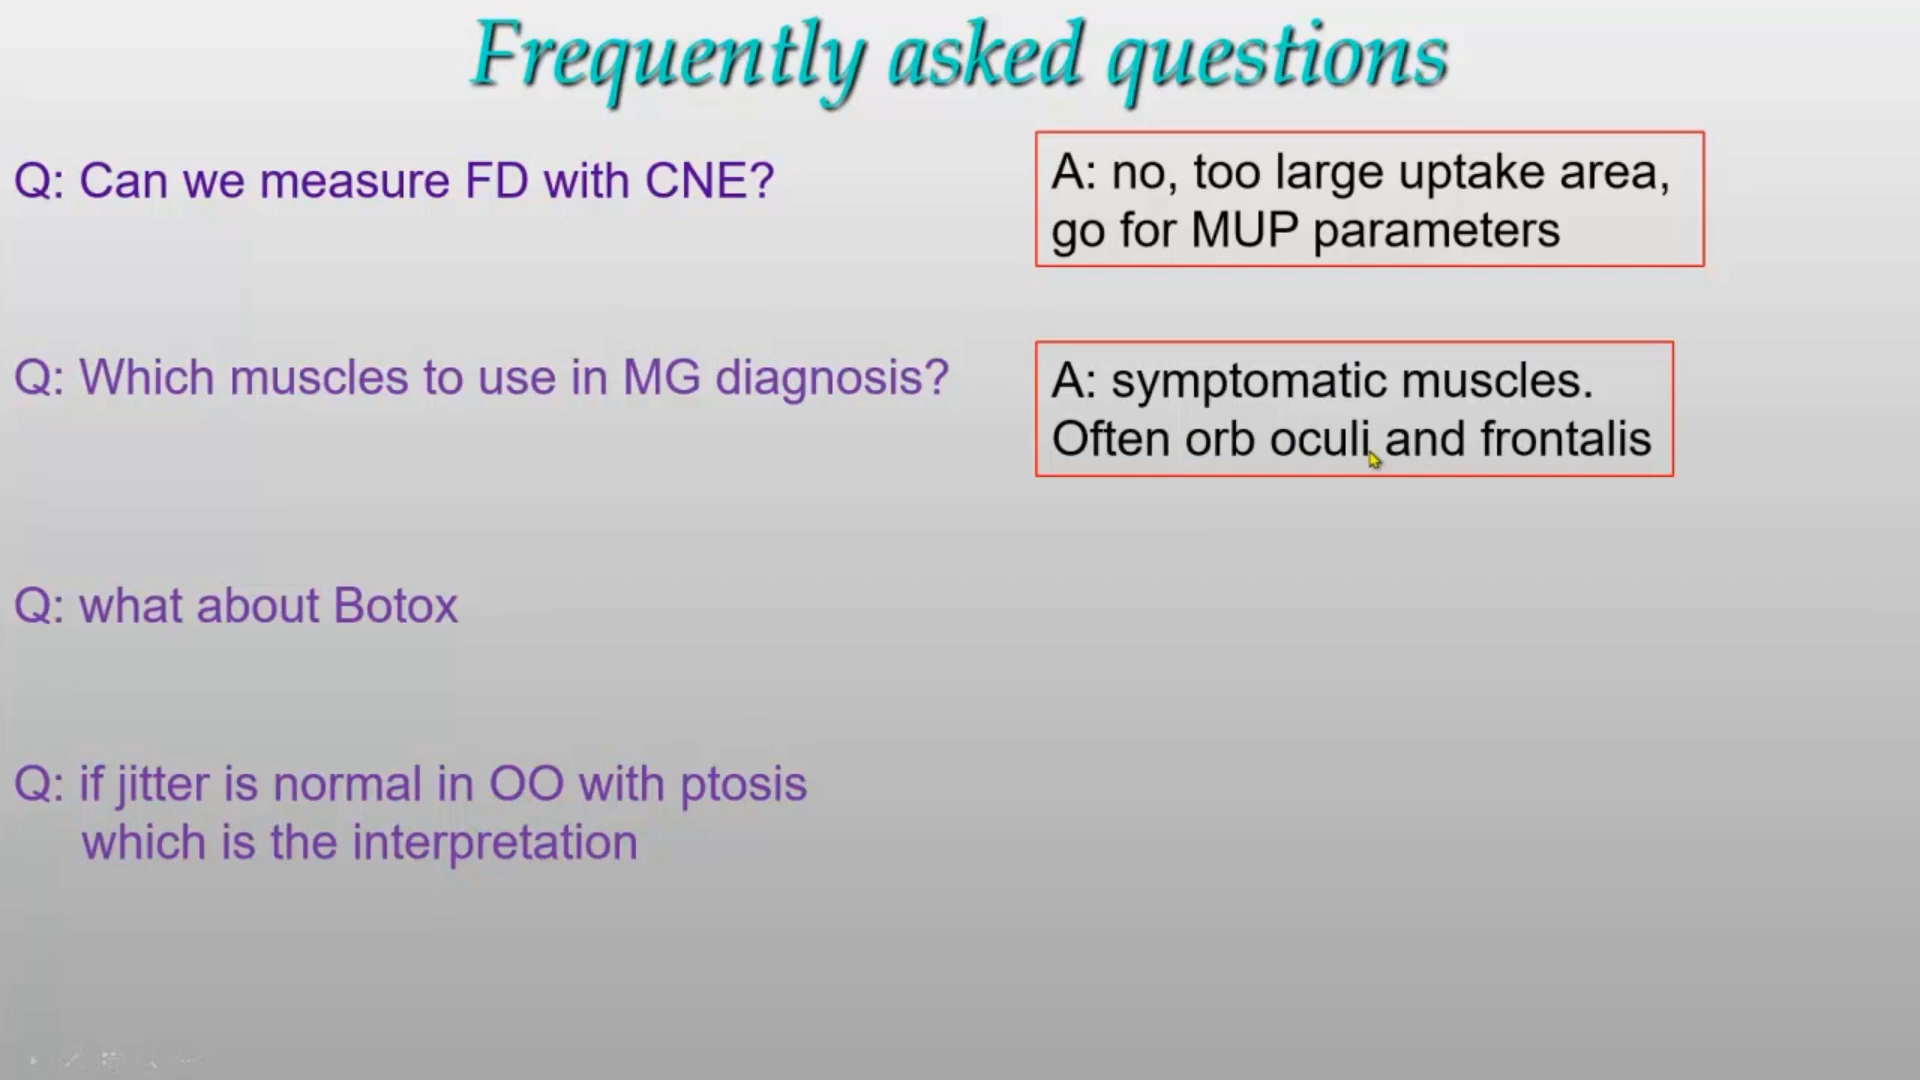 Frequently asked questions
Q: Can we measure FD with CNE?
A: no, too large uptake area,
go for MUP parameters
Q: Which muscles to use in MG diagnosis?
A: symptomatic muscles.
Often orb oculi and frontalis
Q: what about Botox
Q: if jitter is normal in OO with ptosis
which is the interpretation